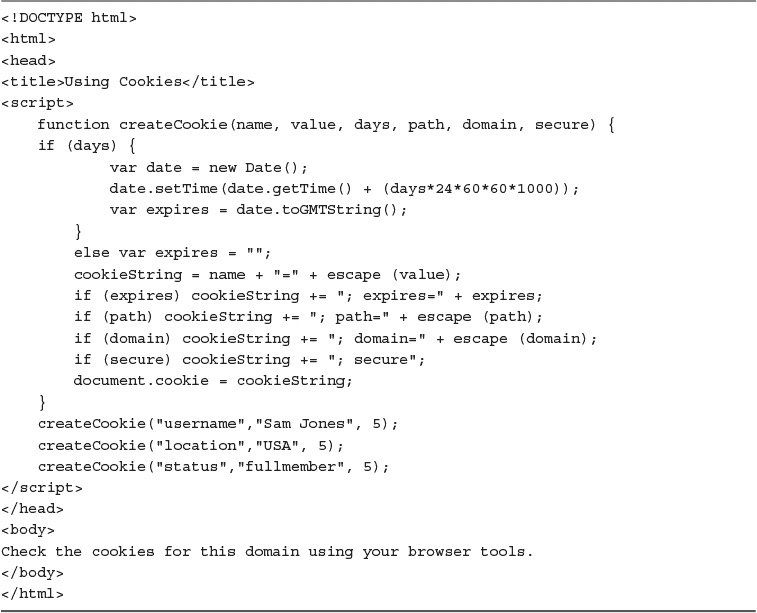 <!DOCTYPE html>
<html>
<head>
<title>Using Cookies</title>
<script>
    function createCookie(name, value, days, path, domain, secure) {
    if (days) {
            var date = new Date();
            date.setTime(date.getTime() + (days*24*60*60*1000));
            var expires = date.toGMTString();
        }
        else var expires = "";
        cookieString = name + "=" + escape (value);
        if (expires) cookieString += "; expires=" + expires;
        if (path) cookieString += "; path=" + escape (path);
        if (domain) cookieString += "; domain=" + escape (domain);
        if (secure) cookieString += "; secure";
        document.cookie = cookieString;
    }
    createCookie("username","Sam Jones", 5);
    createCookie("location","USA", 5);
    createCookie("status","fullmember", 5);
</script>
</head>
<body>
Check the cookies for this domain using your browser tools.
</body>
</html>